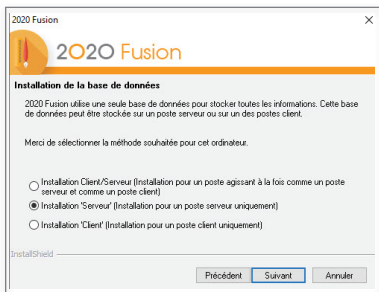 2020 Fusion
2020 Fusion
Installation de la base de données
2020 Fusion utilise une seule base de données pour stocker toutes les informations. Cette base
de données peut être stockée sur un poste serveur ou sur un des postes client.
Merci de sélectionner la méthode souhaitée pour cet ordinateur.
Installation Client/Serveur (Installation pour un poste agissant à la fois comme un poste
serveur et comme un poste client)
Installation 'Serveur' (Installation pour un poste serveur uniquement)
Installation 'Client' (Installation pour un poste client uniquement)
InstallShield
Précédent Suivant Annuler